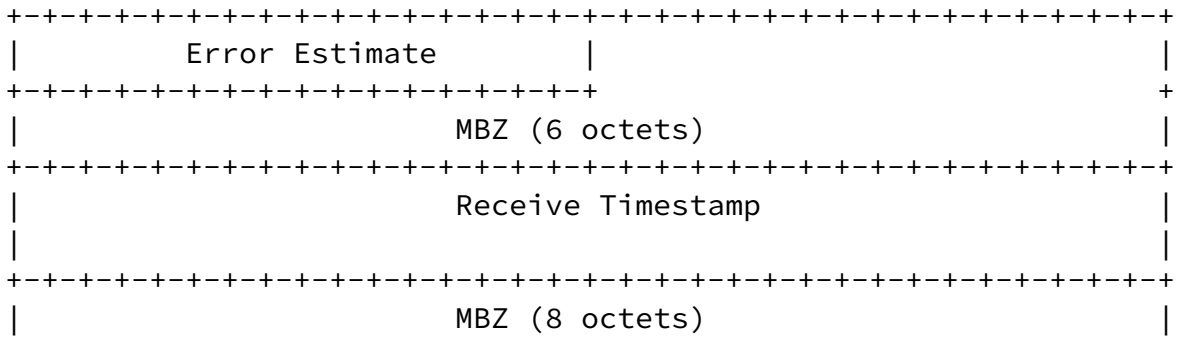 +-+-+-+-+-+-+-+-+-+-+-+-+-+-+-+-+-+-+-+-+-+-+-+-+-+-+-+-+-+-+-+-+
|         Error Estimate        |                               |
+-+-+-+-+-+-+-+-+-+-+-+-+-+-+-+-+                               +
|                        MBZ (6 octets)                         |
+-+-+-+-+-+-+-+-+-+-+-+-+-+-+-+-+-+-+-+-+-+-+-+-+-+-+-+-+-+-+-+-+
|                        Receive Timestamp                      |
|                                                               |
+-+-+-+-+-+-+-+-+-+-+-+-+-+-+-+-+-+-+-+-+-+-+-+-+-+-+-+-+-+-+-+-+
|                        MBZ (8 octets)                         |